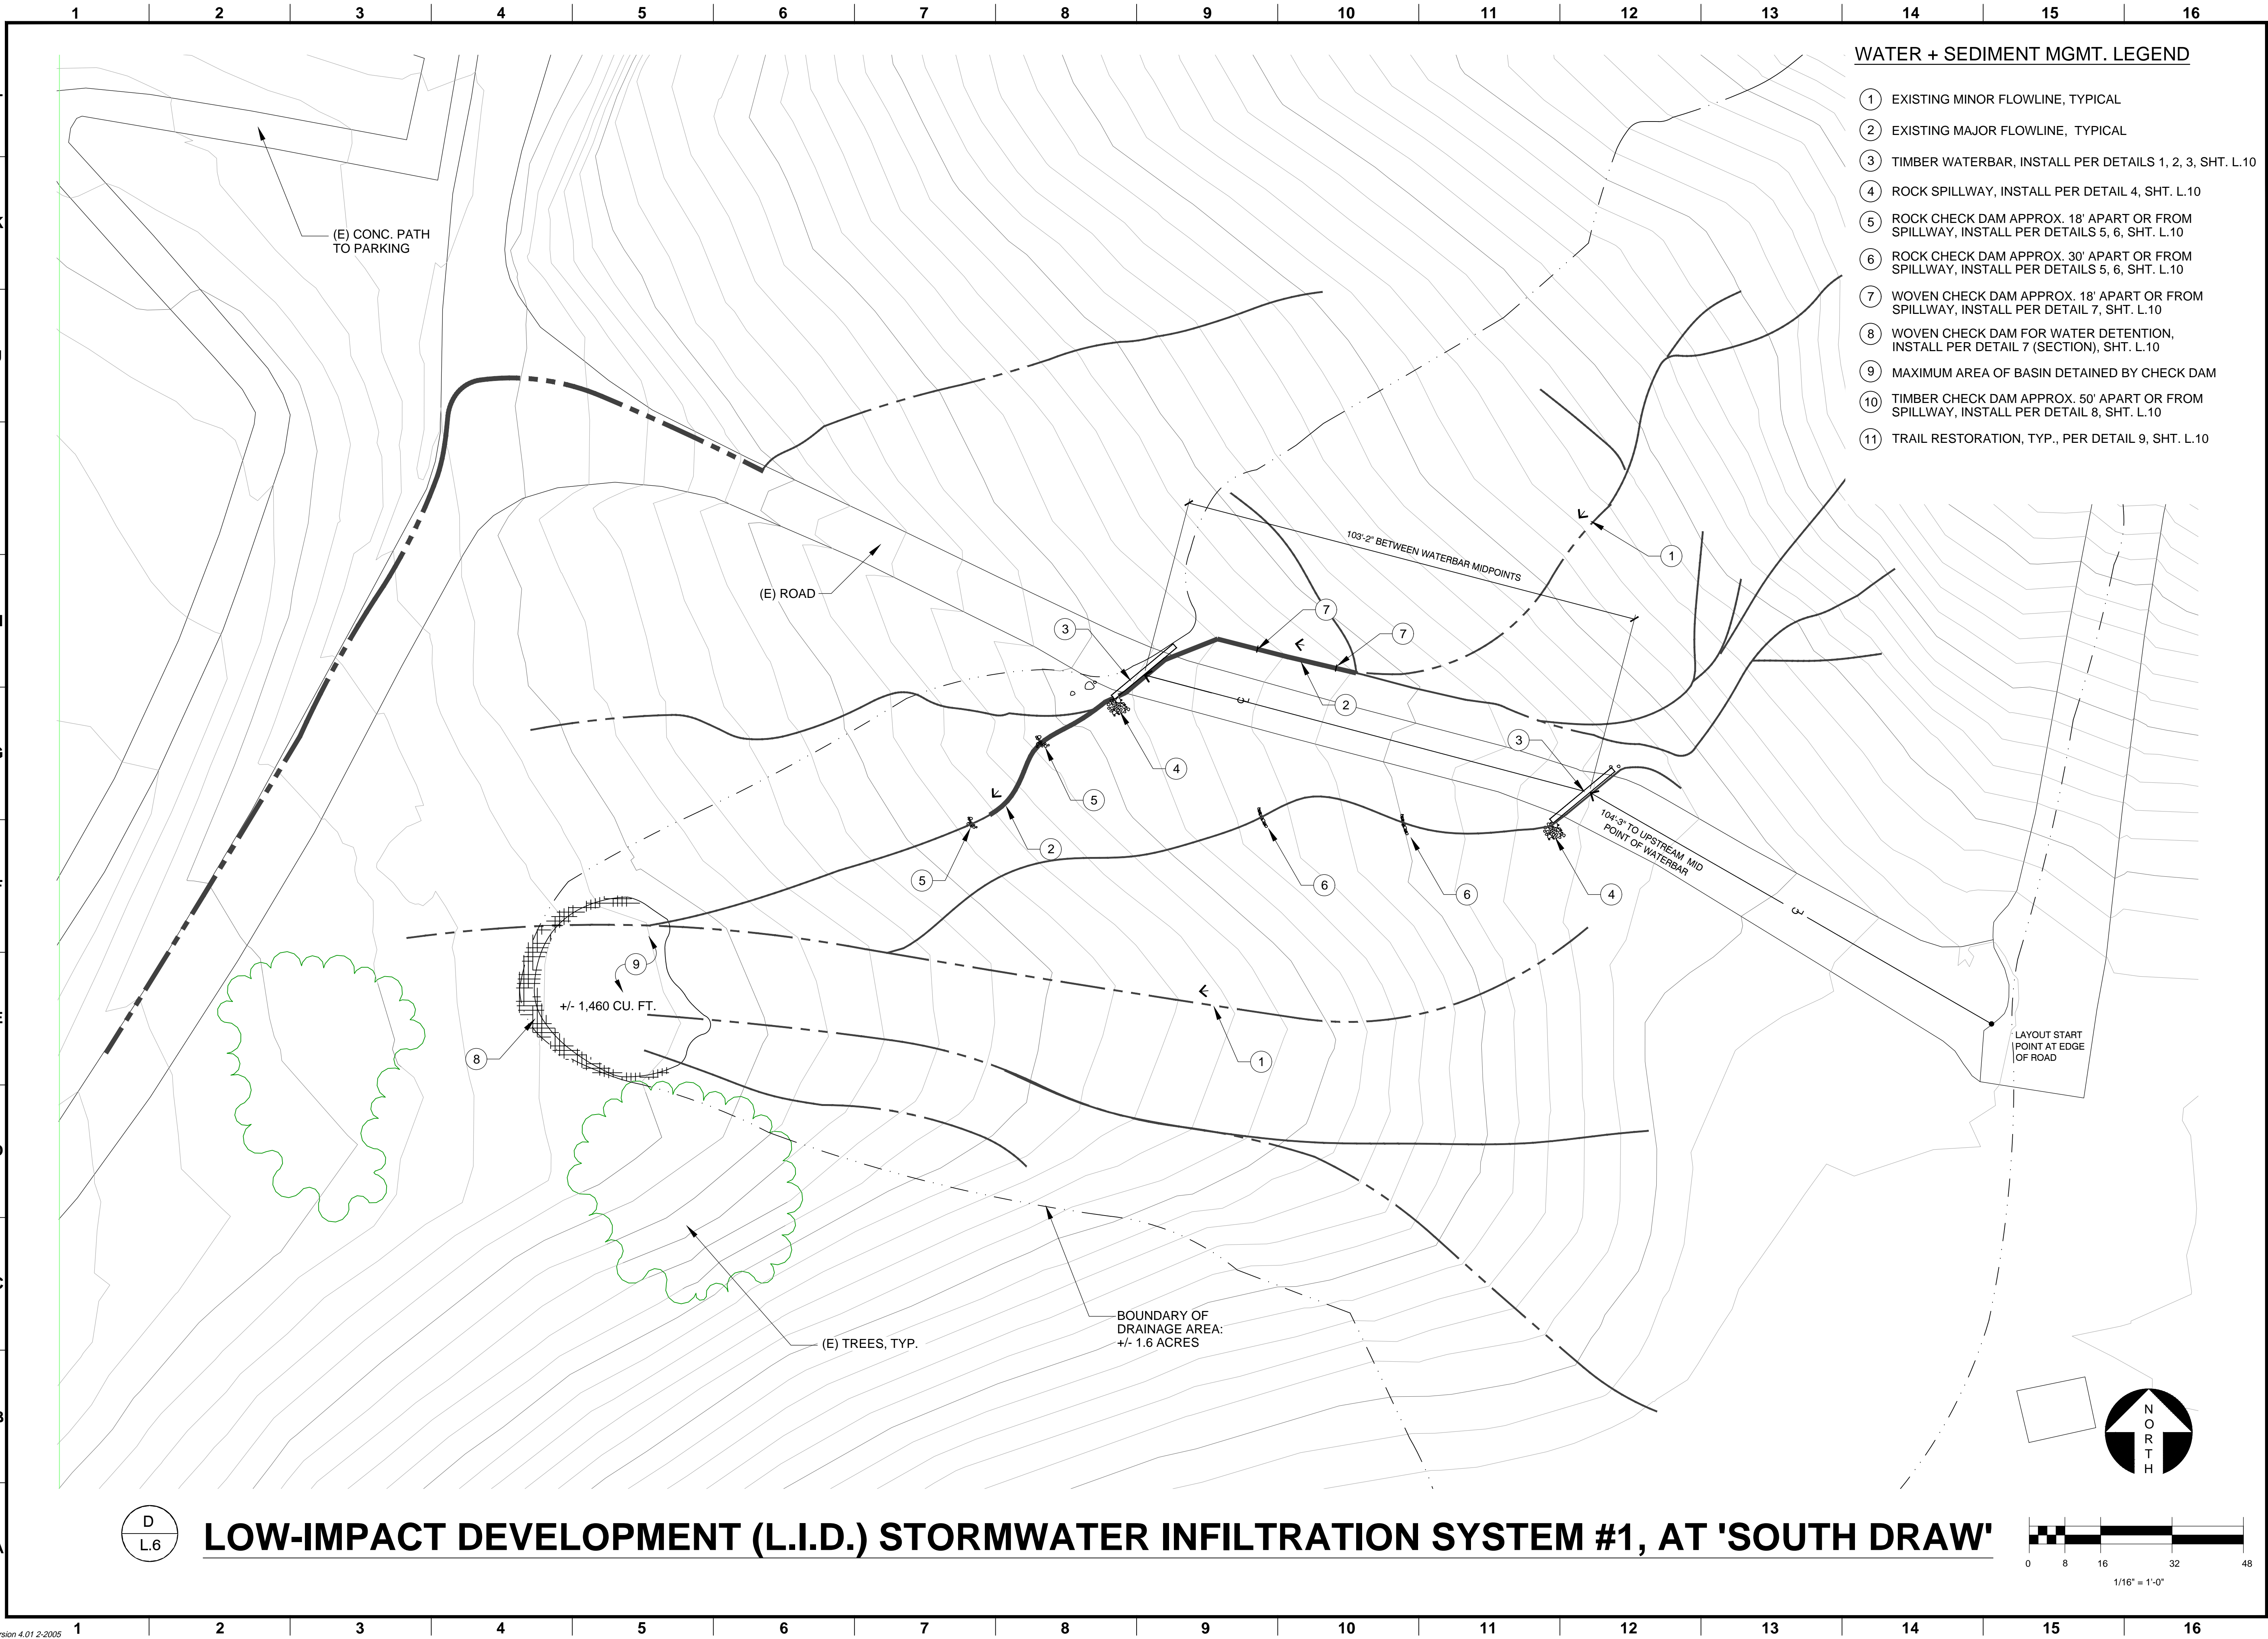 1 2 3 4 5 6 7 8 9 10 11 12 13 14 15 16
WATER + SEDIMENT MGMT. LEGEND
1 EXISTING MINOR FLOWLINE, TYPICAL
2 EXISTING MAJOR FLOWLINE, TYPICAL
3 TIMBER WATERBAR, INSTALL PER DETAILS 1, 2, 3, SHT. L.10
4 ROCK SPILLWAY, INSTALL PER DETAIL 4, SHT. L.10
5 ROCK CHECK DAM APPROX. 18' APART OR FROM
SPILLWAY, INSTALL PER DETAILS 5, 6, SHT. L.10
6 ROCK CHECK DAM APPROX. 30' APART OR FROM
SPILLWAY, INSTALL PER DETAILS 5, 6, SHT. L.10
7 WOVEN CHECK DAM APPROX. 18' APART OR FROM
SPILLWAY, INSTALL PER DETAIL 7, SHT. L.10
8 WOVEN CHECK DAM FOR WATER DETENTION,
INSTALL PER DETAIL 7 (SECTION), SHT. L.10
9 MAXIMUM AREA OF BASIN DETAINED BY CHECK DAM
10 TIMBER CHECK DAM APPROX. 50' APART OR FROM
SPILLWAY, INSTALL PER DETAIL 8, SHT. L.10
11 TRAIL RESTORATION, TYP., PER DETAIL 9, SHT. L.10
(E) CONC. PATH
TO PARKING
103'-2" BETWEEN WATERBAR MIDPOINTS
1
(E) ROAD
7
3
7
2
3
4
5
104'-3" TO UPSTREAM MID
POINT OF WATERBAR
2
5
6
6
4
9
+/- 1,460 CU. FT.
8
1
LAYOUT START
POINT AT EDGE
OF ROAD
BOUNDARY OF
DRAINAGE AREA:
+/- 1.6 ACRES
(E) TREES, TYP.
N
O
R
T
H
D
L.6
LOW-IMPACT DEVELOPMENT (L.I.D.) STORMWATER INFILTRATION SYSTEM #1, AT 'SOUTH DRAW'
0 8 16 32 48
1/16" = 1'-0"
4.01 2-2005
1 2 3 4 5 6 7 8 9 10 11 12 13 14 15 16